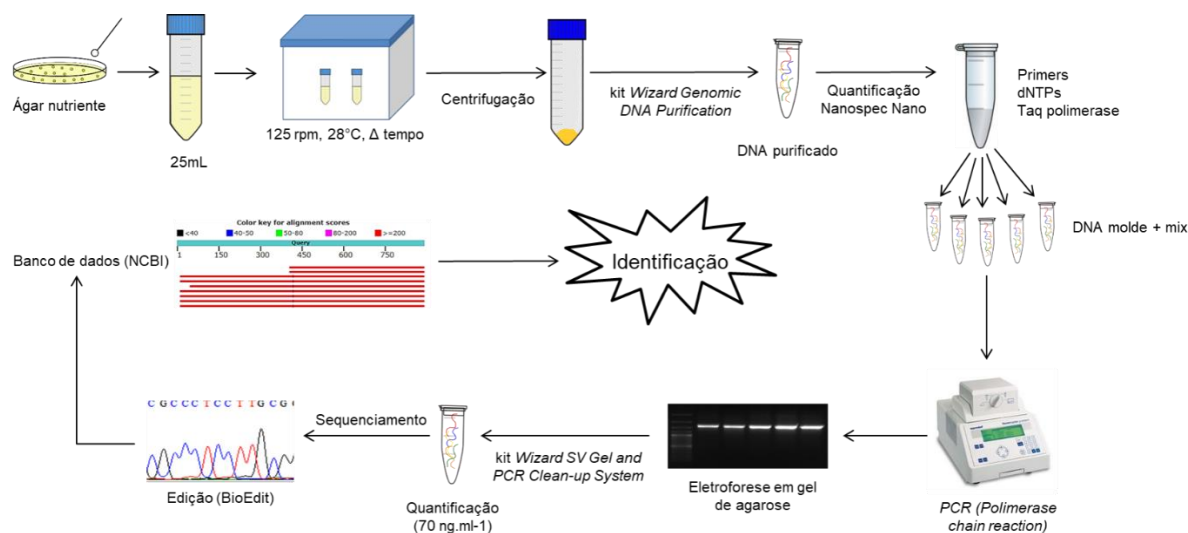 Ágar nutriente
25mL
125 rpm, 28°C, Δ tempo
Centrifugação
kit Wizard Genomic
DNA Purification
DNA purificado
Quantificação
Nanospec Nano
Primers
dNTPs
Taq polimerase
DNA molde + mix
PCR (Polimerase
chain reaction)
Eletroforese em gel
de agarose
kit Wizard SV Gel and
PCR Clean-up System
Quantificação
(70 ng.ml-1)
Sequenciamento
C G C C C T C C T T G C G C
Edição (BioEdit)
Banco de dados (NCBI)
Color key for alignment scores
<40 40-50 50-80 80-200 >=200
Query
1 150 300 450 600 750
Identificação